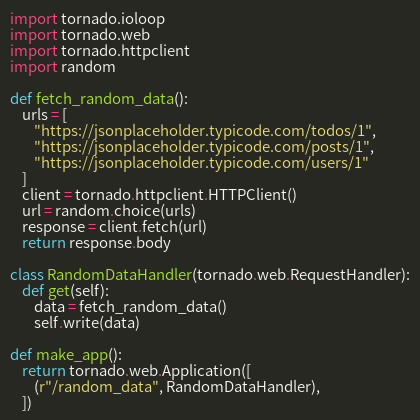 import tornado.ioloop
import tornado.web
import tornado.httpclient
import random

def fetch_random_data():
    urls = [
        "https://jsonplaceholder.typicode.com/todos/1",
        "https://jsonplaceholder.typicode.com/posts/1",
        "https://jsonplaceholder.typicode.com/users/1"
    ]
    client = tornado.httpclient.HTTPClient()
    url = random.choice(urls)
    response = client.fetch(url)
    return response.body

class RandomDataHandler(tornado.web.RequestHandler):
    def get(self):
        data = fetch_random_data()
        self.write(data)

def make_app():
    return tornado.web.Application([
        (r"/random_data", RandomDataHandler),
    ])